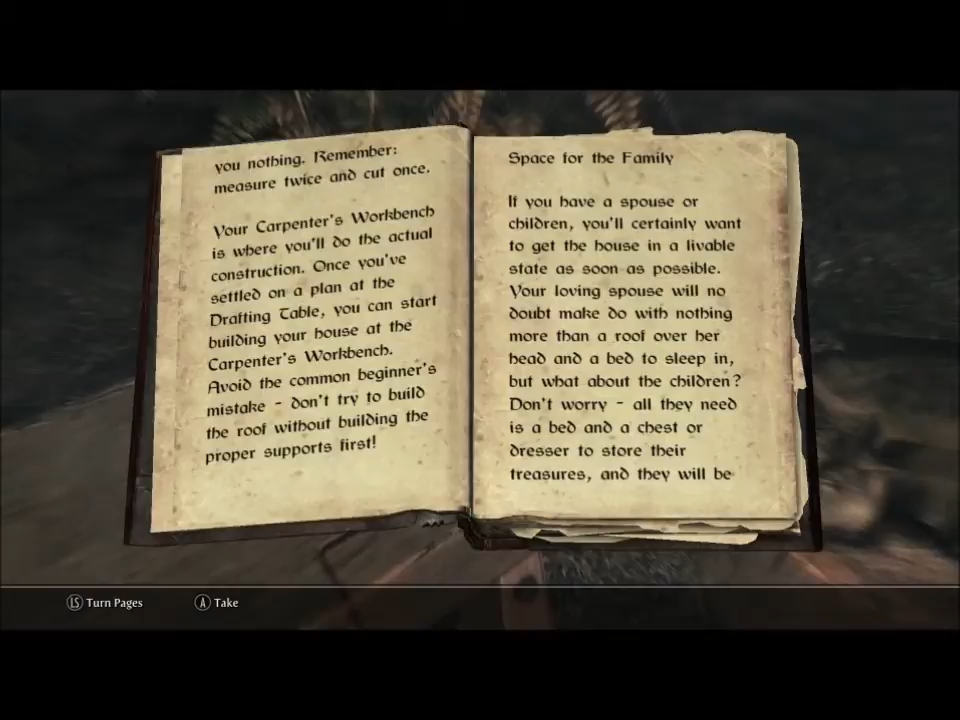 you nothing. Remember:
measure twice and cut once.
Your Carpenter's Workbench
is where you'll do the actual
construction. Once you've
settled on a plan at the
Drafting Table, you can start
building your house at the
Carpenter's Workbench.
Avoid the common beginner's
mistake - don't try to build
the roof without building the
proper supports first!
Space for the Family
If you have a spouse or
children, you'll certainly want
to get the house in a livable
state as soon as possible.
Your loving spouse will no
doubt make do with nothing
more than a roof over her
head and a bed to sleep in,
but what about the children?
Don't worry - all they need
is a bed and a chest or
dresser to store their
treasures, and they will be
LS Turn Pages
A Take